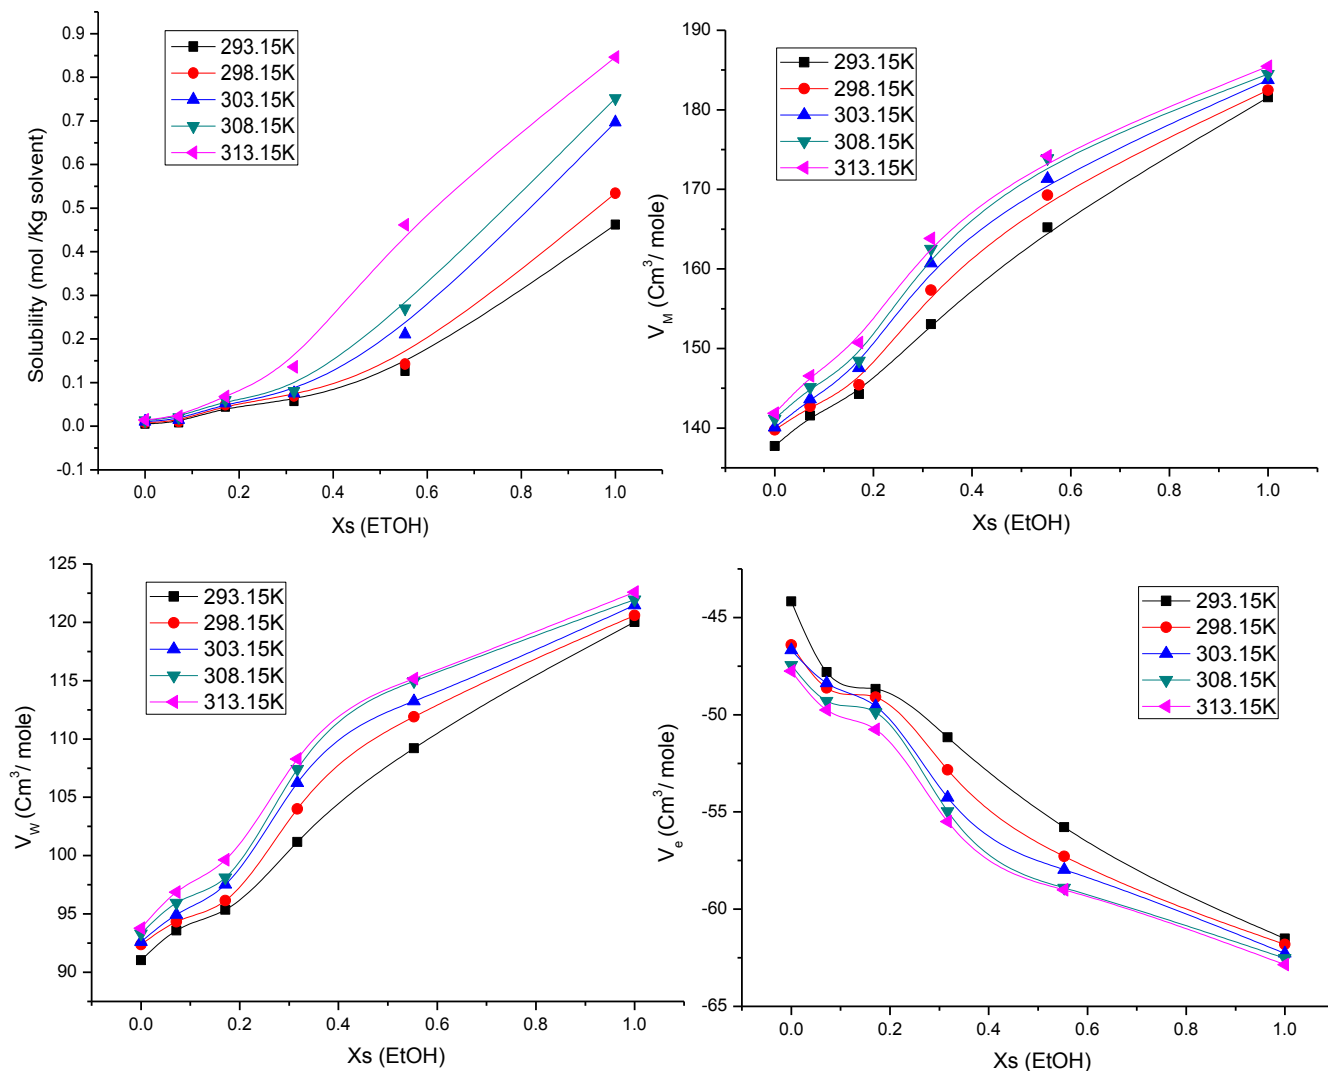 0.9
0.8
0.7
0.6
0.5
0.4
0.3
0.2
0.1
0.0
-0.1
Solubility (mol /Kg solvent)
293.15K
298.15K
303.15K
308.15K
313.15K
0.0 0.2 0.4 0.6 0.8 1.0
Xs (ETOH)
190
180
170
160
150
140
V_M (Cm³/ mole)
293.15K
298.15K
303.15K
308.15K
313.15K
0.0 0.2 0.4 0.6 0.8 1.0
Xs (EtOH)
125
120
115
110
105
100
95
90
V_W (Cm³/ mole)
293.15K
298.15K
303.15K
308.15K
313.15K
0.0 0.2 0.4 0.6 0.8 1.0
Xs (EtOH)
-45
-50
-55
-60
-65
V_e (Cm³/ mole)
293.15K
298.15K
303.15K
308.15K
313.15K
0.0 0.2 0.4 0.6 0.8 1.0
Xs (EtOH)